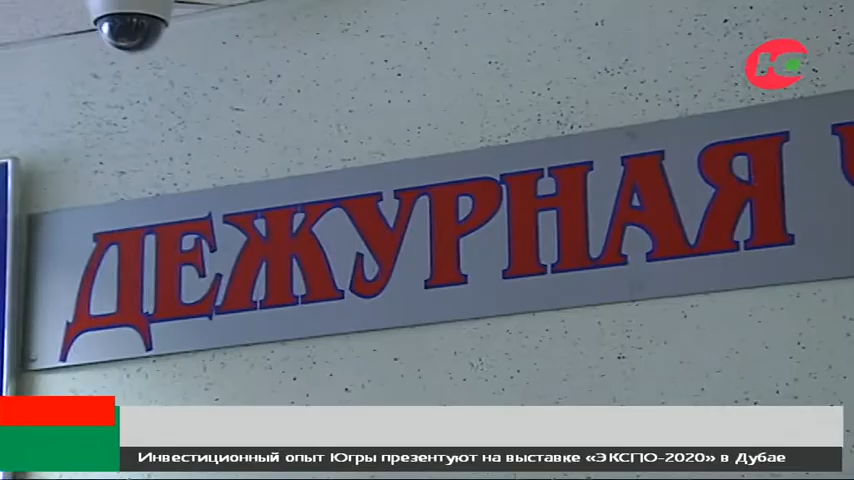 ДЕЖУРНАЯ
Инвестиционный опыт Югры презентуют на выставке «ЭКСПО-2020» в Дубае